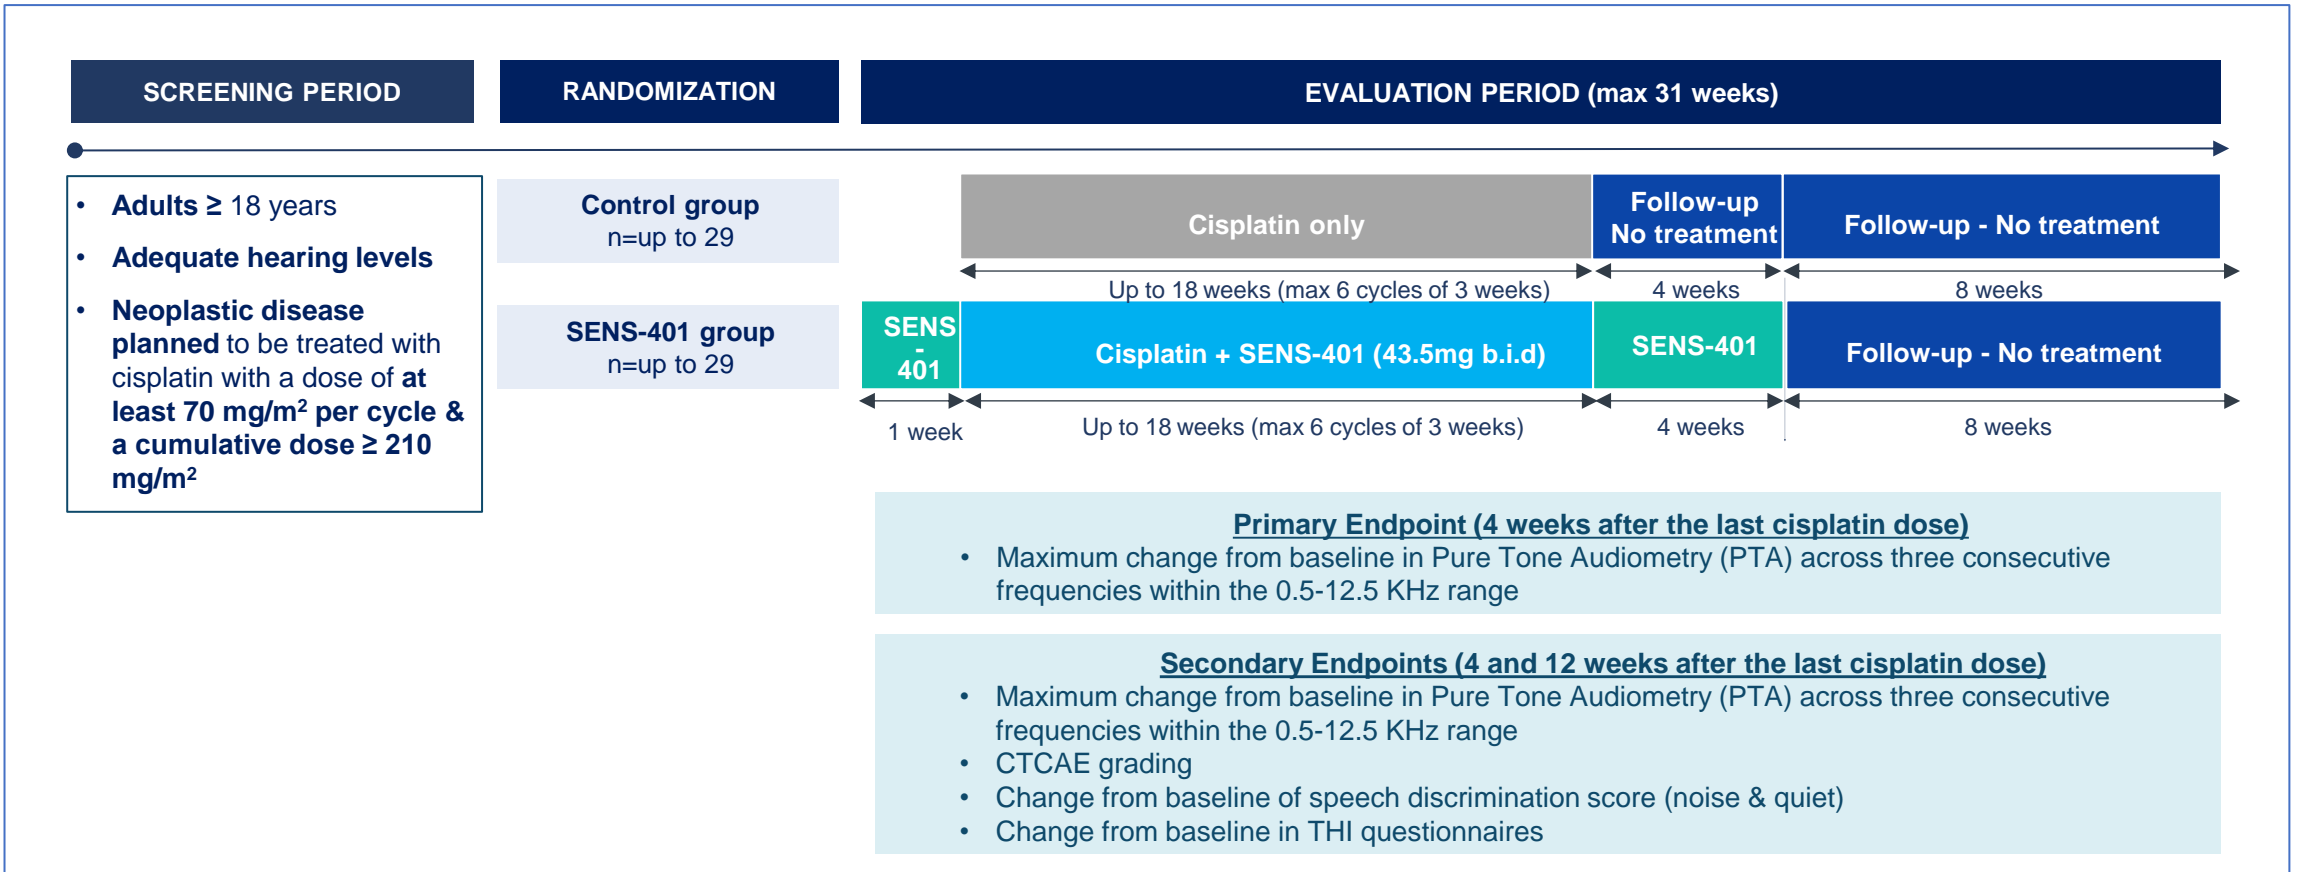 SCREENING PERIOD
RANDOMIZATION
EVALUATION PERIOD (max 31 weeks)
• Adults ≥ 18 years
• Adequate hearing levels
• Neoplastic disease
planned to be treated with
cisplatin with a dose of at
least 70 mg/m² per cycle &
a cumulative dose ≥ 210
mg/m²
Control group
n=up to 29
Cisplatin only
Follow-up
No treatment
Follow-up - No treatment
Up to 18 weeks (max 6 cycles of 3 weeks)
4 weeks
8 weeks
SENS-401 group
n=up to 29
SENS
-
401
Cisplatin + SENS-401 (43.5mg b.i.d)
SENS-401
Follow-up - No treatment
1 week
Up to 18 weeks (max 6 cycles of 3 weeks)
4 weeks
8 weeks
Primary Endpoint (4 weeks after the last cisplatin dose)
• Maximum change from baseline in Pure Tone Audiometry (PTA) across three consecutive
frequencies within the 0.5-12.5 KHz range
Secondary Endpoints (4 and 12 weeks after the last cisplatin dose)
• Maximum change from baseline in Pure Tone Audiometry (PTA) across three consecutive
frequencies within the 0.5-12.5 KHz range
• CTCAE grading
• Change from baseline of speech discrimination score (noise & quiet)
• Change from baseline in THI questionnaires